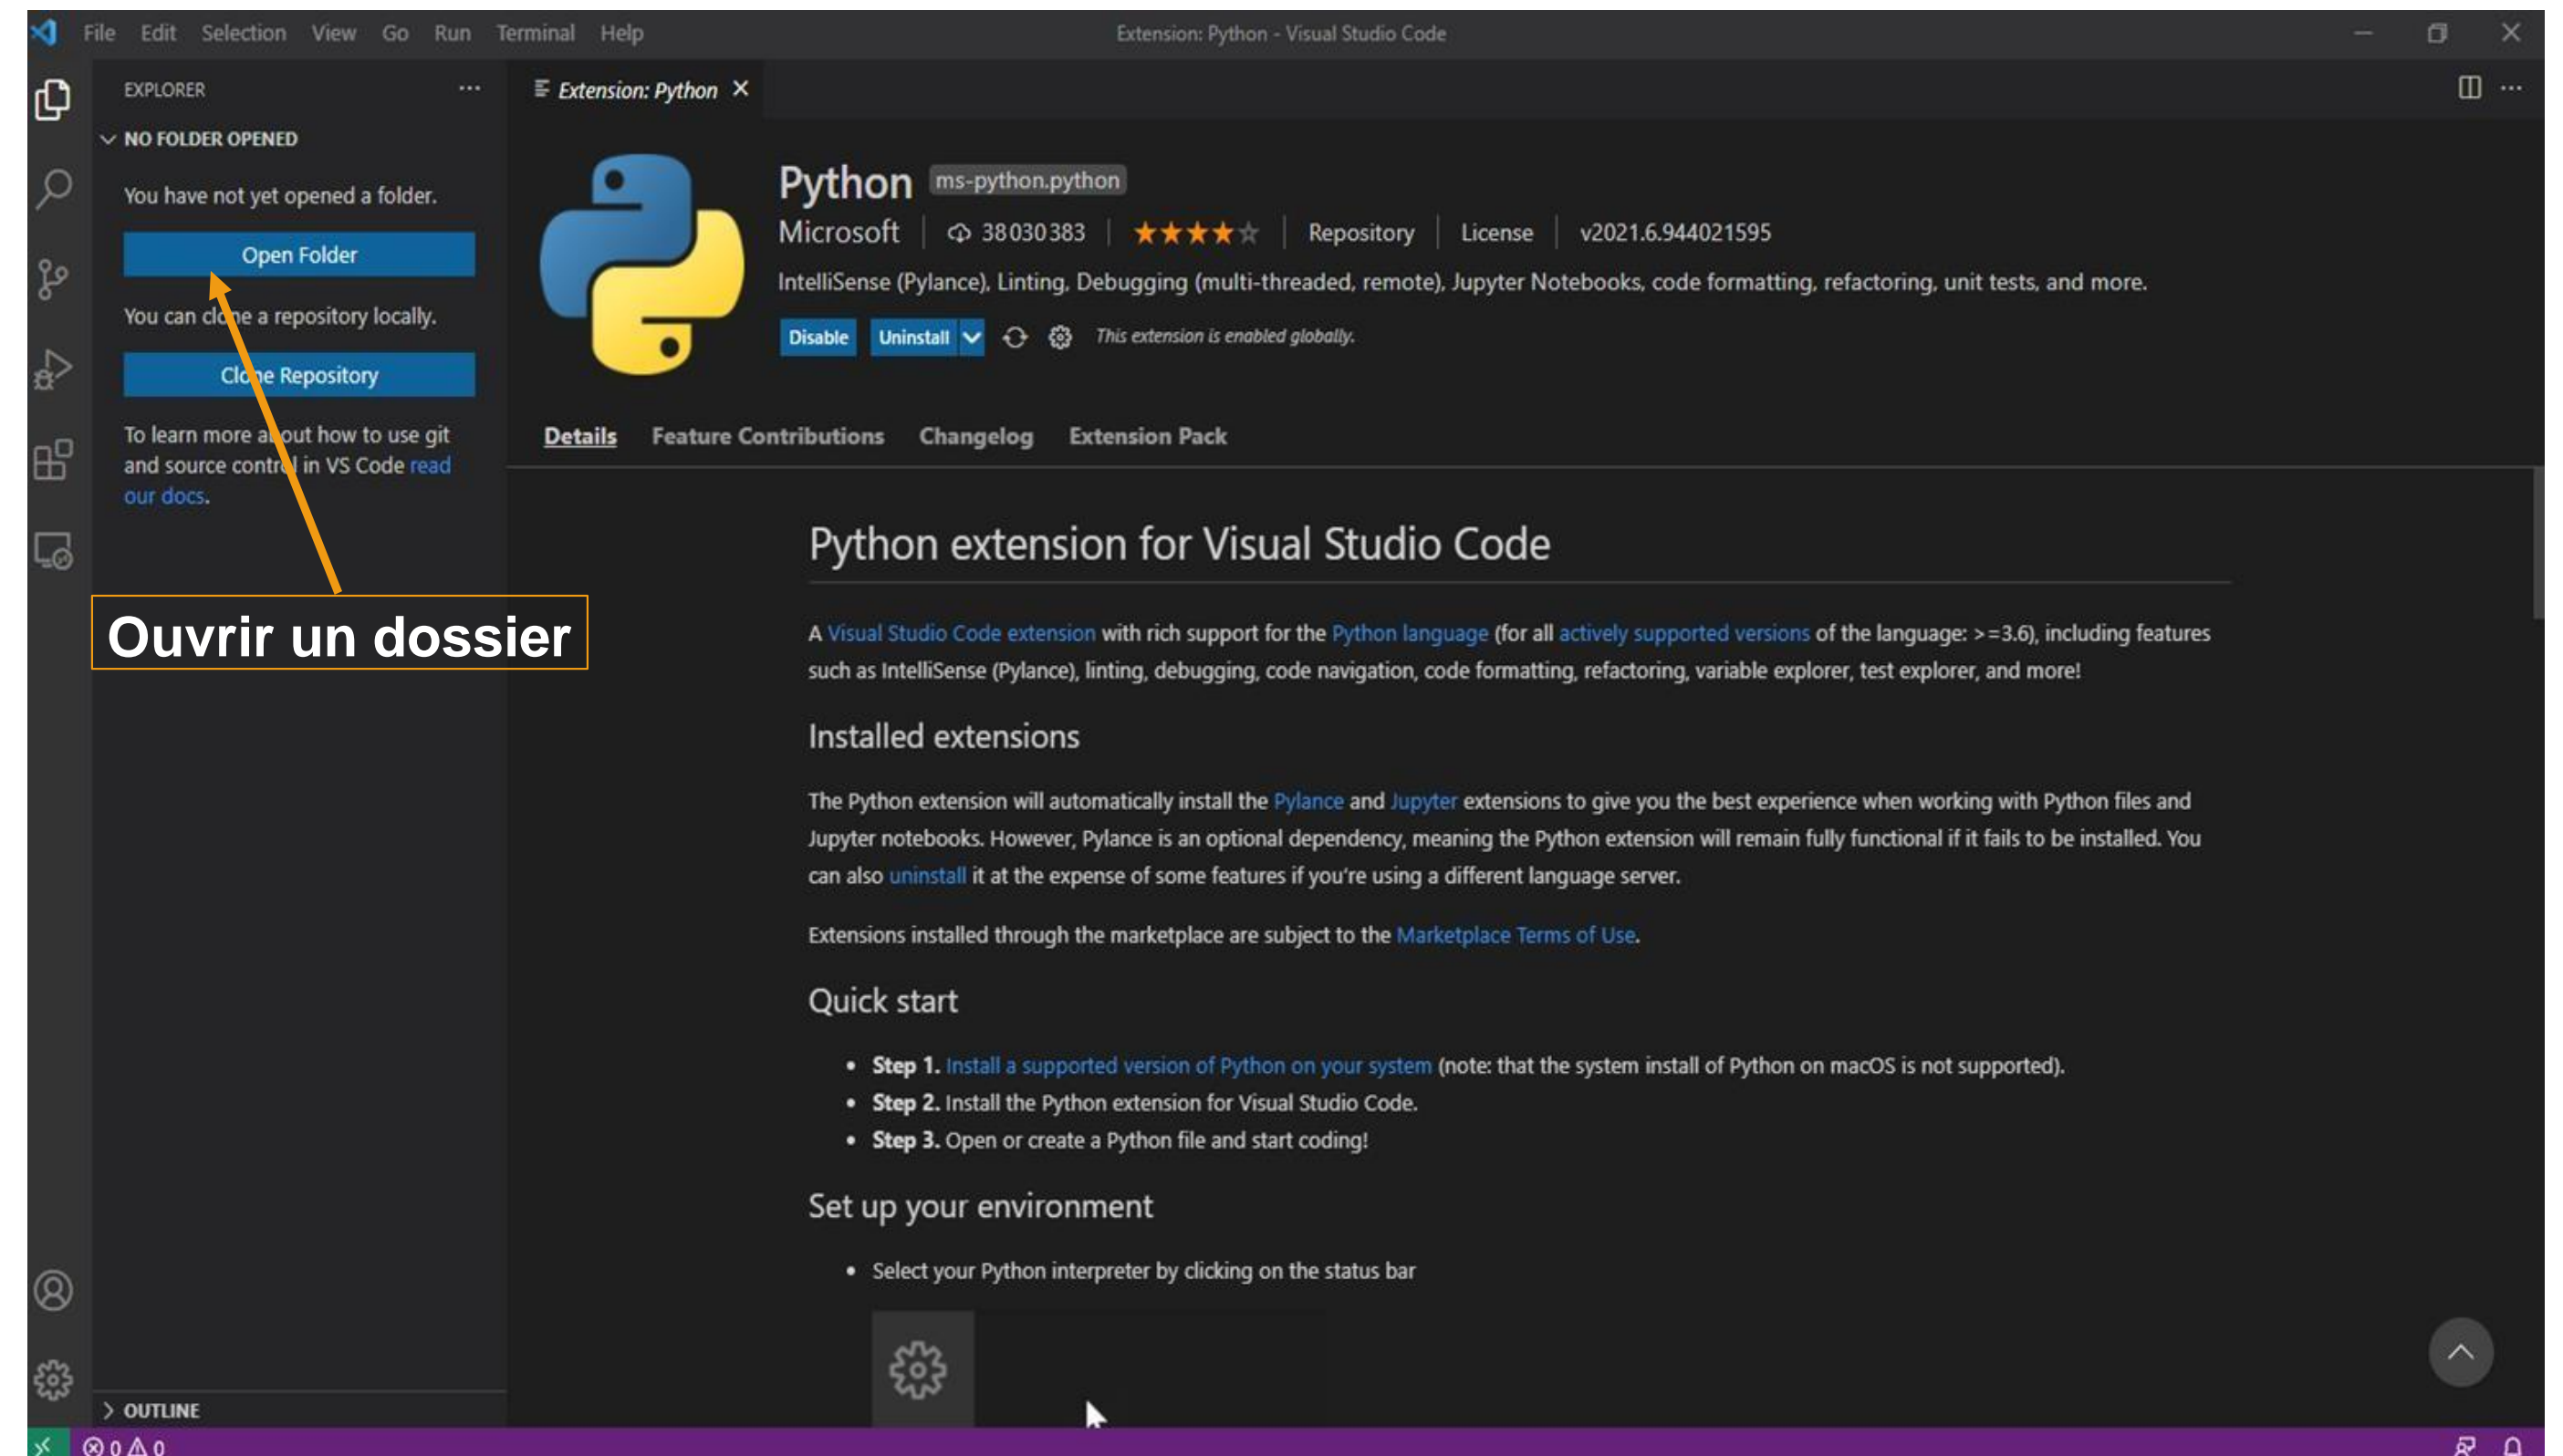 File Edit Selection View Go Run Terminal Help
Extension: Python - Visual Studio Code
EXPLORER
NO FOLDER OPENED
You have not yet opened a folder.
Open Folder
You can clone a repository locally.
Clone Repository
To learn more about how to use git
and source control in VS Code read
our docs.
Ouvrir un dossier
OUTLINE
Extension: Python
Python ms-python.python
Microsoft 38030383 Repository License v2021.6.944021595
IntelliSense (Pylance), Linting, Debugging (multi-threaded, remote), Jupyter Notebooks, code formatting, refactoring, unit tests, and more.
Disable Uninstall This extension is enabled globally.
Details Feature Contributions Changelog Extension Pack
Python extension for Visual Studio Code
A Visual Studio Code extension with rich support for the Python language (for all actively supported versions of the language: >=3.6), including features
such as IntelliSense (Pylance), linting, debugging, code navigation, code formatting, refactoring, variable explorer, test explorer, and more!
Installed extensions
The Python extension will automatically install the Pylance and Jupyter extensions to give you the best experience when working with Python files and
Jupyter notebooks. However, Pylance is an optional dependency, meaning the Python extension will remain fully functional if it fails to be installed. You
can also uninstall it at the expense of some features if you're using a different language server.
Extensions installed through the marketplace are subject to the Marketplace Terms of Use.
Quick start
• Step 1. Install a supported version of Python on your system (note: that the system install of Python on macOS is not supported).
• Step 2. Install the Python extension for Visual Studio Code.
• Step 3. Open or create a Python file and start coding!
Set up your environment
• Select your Python interpreter by clicking on the status bar
0 0